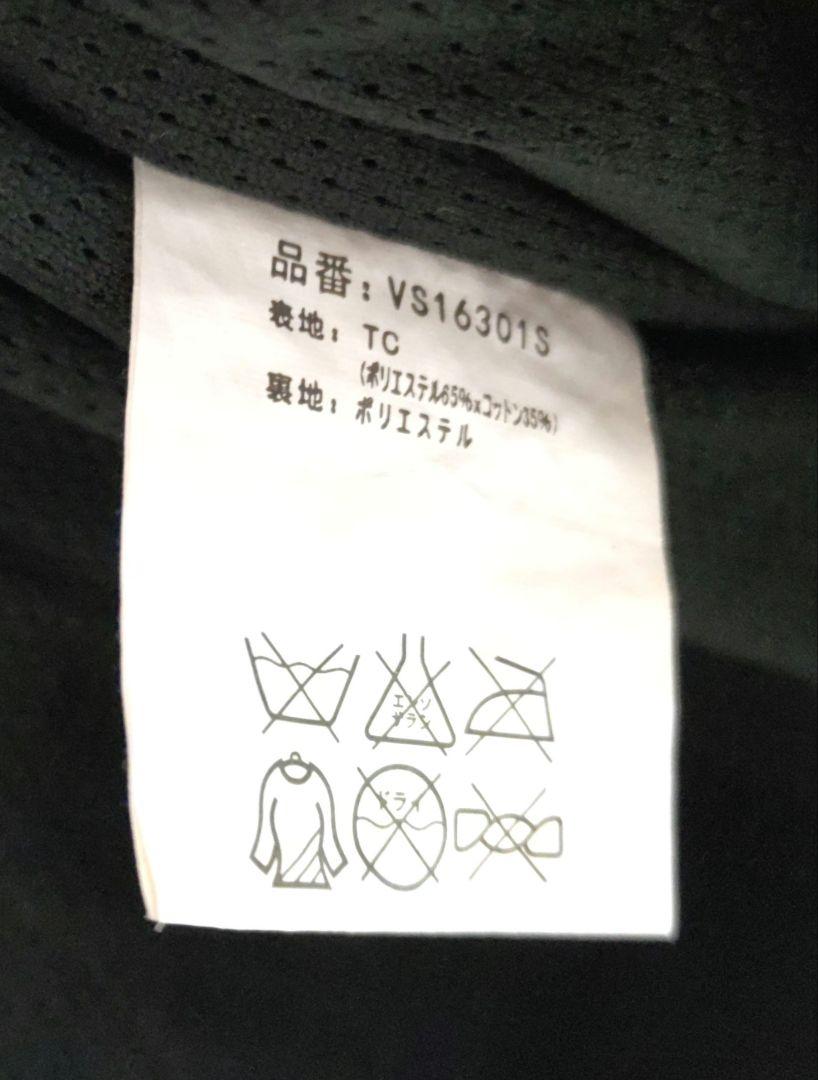 品番：VS16301S
表地：TC
(ポリエステル65%xコットン35%)
裏地：ポリエステル
エンソ
サラシ
ドライ